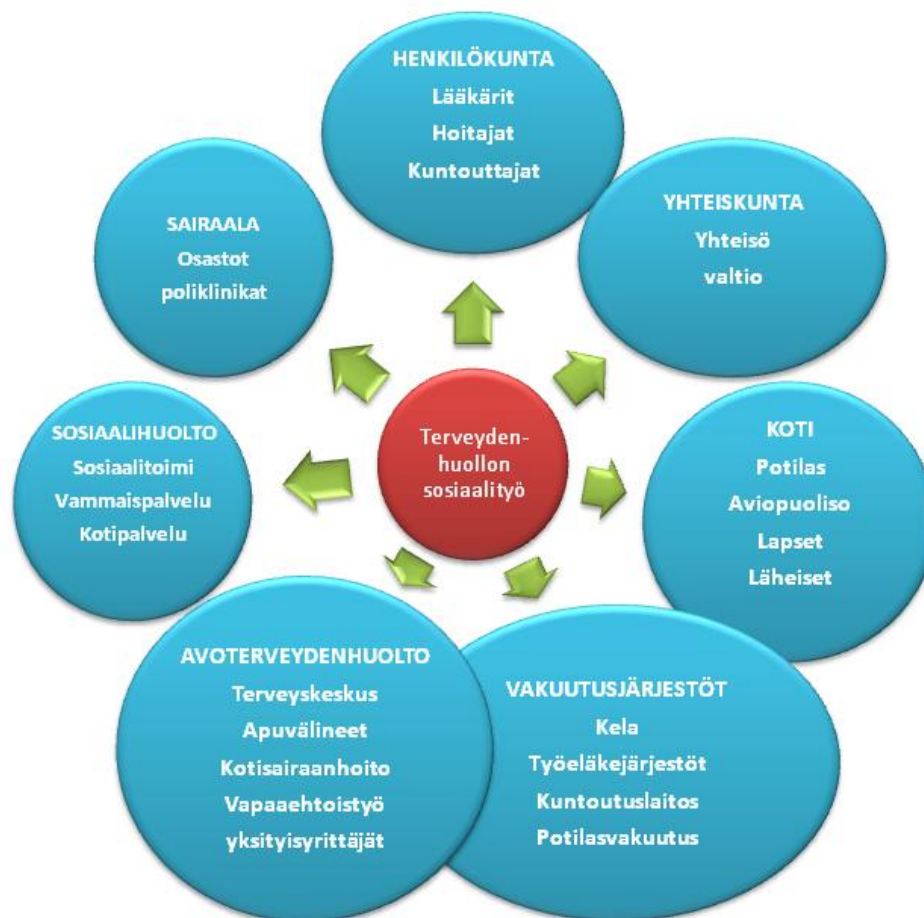 HENKILÖKUNTA
Lääkärit
Hoitajat
Kuntouttajat
YHTEISKUNTA
Yhteisö
valtio
KOTI
Potilas
Aviopuoliso
Lapset
Läheiset
VAKUUTUSJÄRJESTÖT
Kela
Työeläkejärjestöt
Kuntoutuslaitos
Potilasvakuutus
AVOTERVEYDENHUOLTO
Terveyskeskus
Apuvälineet
Kotisairaanhoito
Vapaaehtoistyö
yksityisyrittäjät
SOSIAALIHUOLTO
Sosiaalitoimi
Vammaispalvelu
Kotipalvelu
SAIRAALA
Osastot
poliklinikat
Terveyden-
huollon
sosiaalityö